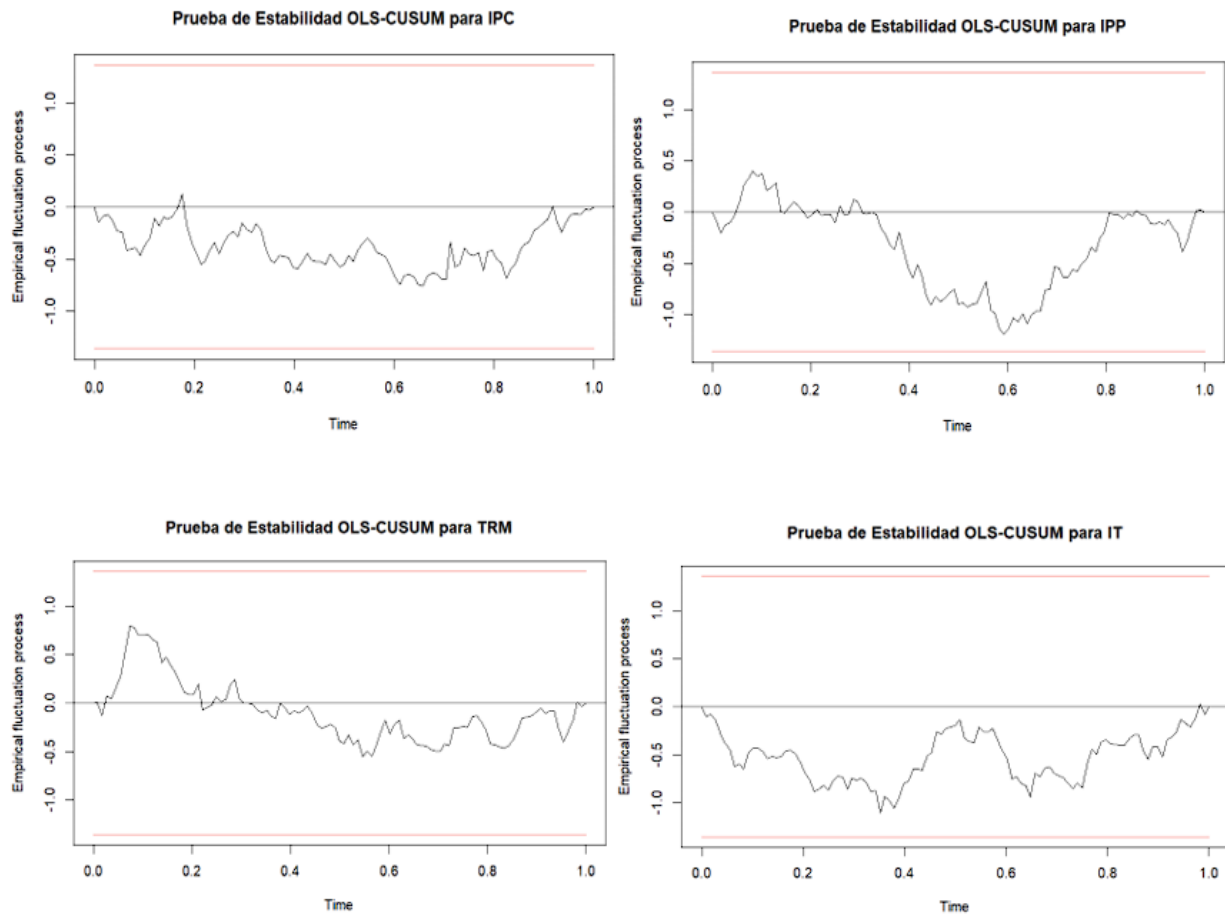 Prueba de Estabilidad OLS-CUSUM para IPC
Empirical fluctuation process
1.0
0.5
0.0
-0.5
-1.0
0.0 0.2 0.4 0.6 0.8 1.0
Time
Prueba de Estabilidad OLS-CUSUM para IPP
Empirical fluctuation process
1.0
0.5
0.0
-0.5
-1.0
0.0 0.2 0.4 0.6 0.8 1.0
Time
Prueba de Estabilidad OLS-CUSUM para TRM
Empirical fluctuation process
1.0
0.5
0.0
-0.5
-1.0
0.0 0.2 0.4 0.6 0.8 1.0
Time
Prueba de Estabilidad OLS-CUSUM para IT
Empirical fluctuation process
1.0
0.5
0.0
-0.5
-1.0
0.0 0.2 0.4 0.6 0.8 1.0
Time